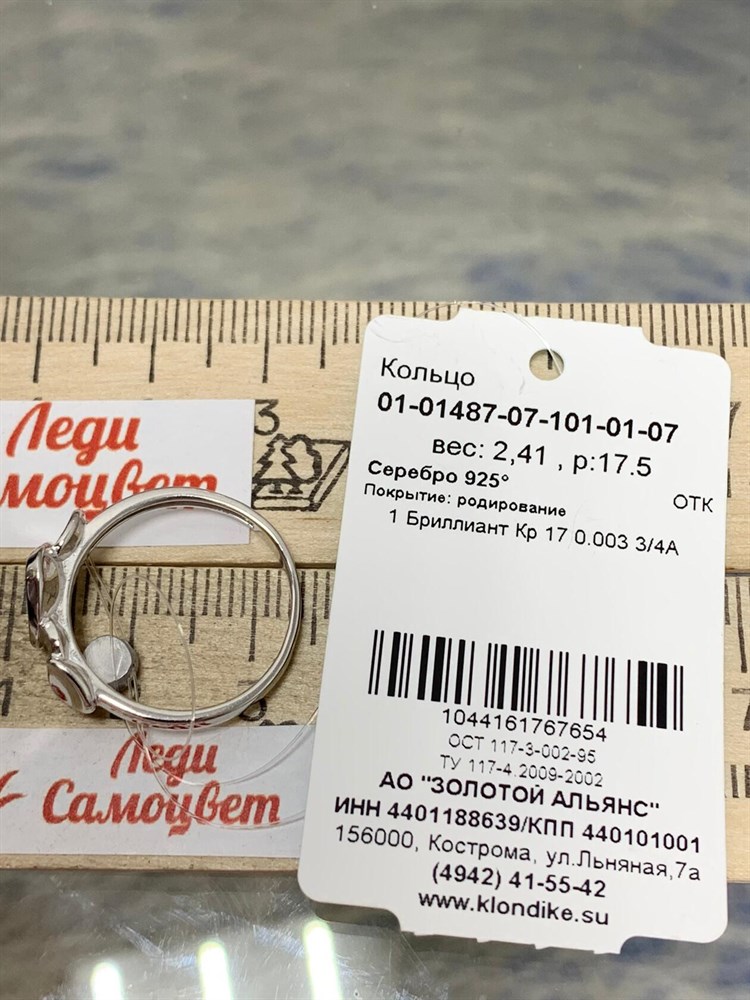 Леди
моцвет
3
Кольцо
01-01487-07-101-01-07
вес: 2,41 , р:17.5
Серебро 925°
ОТК
Покрытие: родирование
1 Бриллиант Кр 17 0.003 3/4А
1044161767654
ОСТ 117-3-002-95
ТУ 117-4.2009-2002
АО "ЗОЛОТОЙ АЛЬЯНС"
ИНН 4401188639/КПП 440101001
156000, Кострома, ул.Льняная,7а
(4942) 41-55-42
www.klondike.su
Леди
Самоцвет